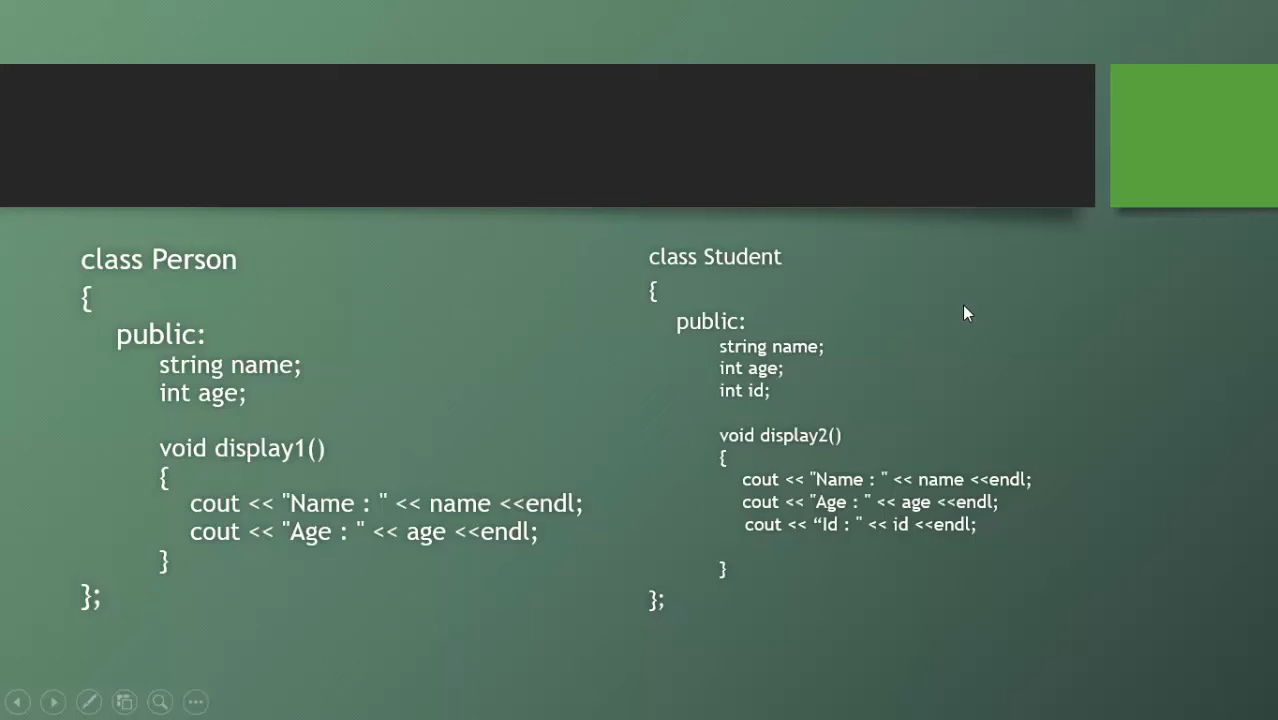 class Person
{
public:
string name;
int age;
void display1()
{
cout << "Name : " << name <<endl;
cout << "Age : " << age <<endl;
}
};
class Student
{
public:
string name;
int age;
int id;
void display2()
{
cout << "Name : " << name <<endl;
cout << "Age : " << age <<endl;
cout << “Id : " << id <<endl;
}
};